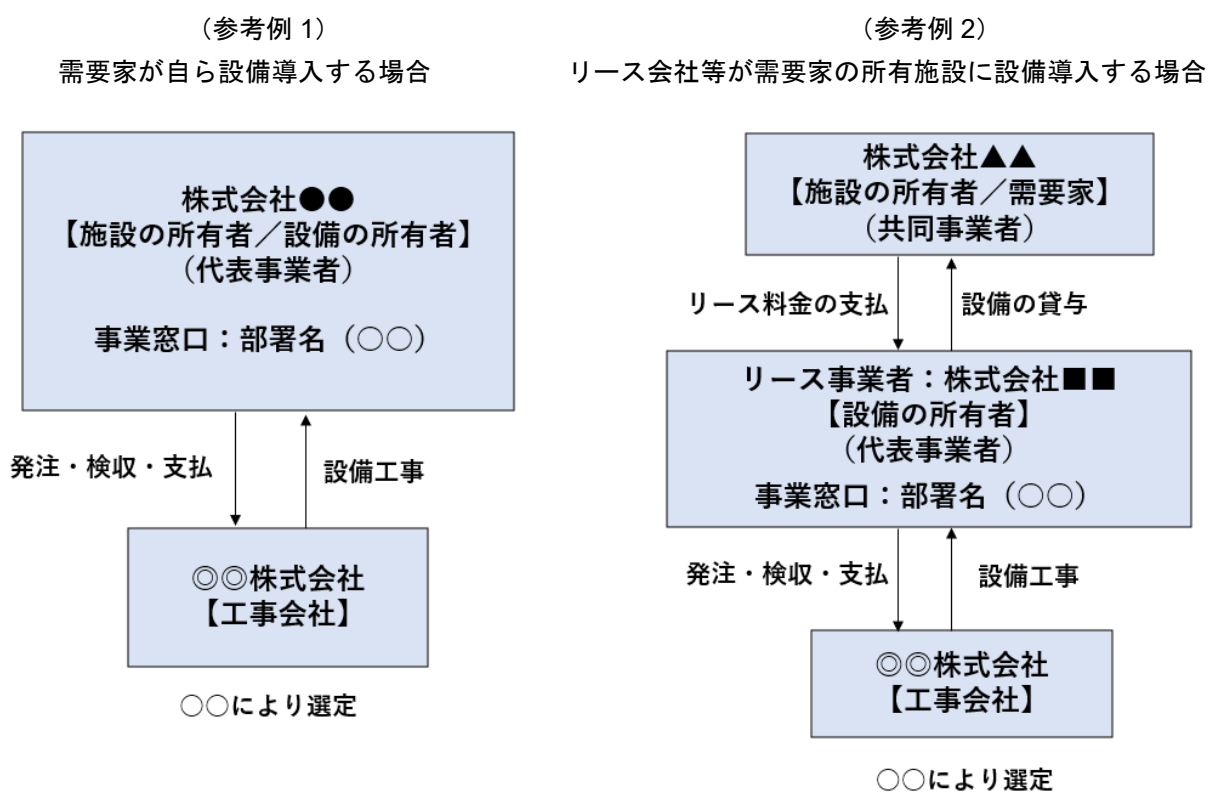 （参考例 1）
需要家が自ら設備導入する場合
株式会社●●
【施設の所有者／設備の所有者】
（代表事業者）
事業窓口：部署名（○○）
発注・検収・支払
設備工事
◎◎株式会社
【工事会社】
○○により選定
（参考例 2）
リース会社等が需要家の所有施設に設備導入する場合
株式会社▲▲
【施設の所有者／需要家】
（共同事業者）
リース料金の支払
設備の貸与
リース事業者：株式会社■■
【設備の所有者】
（代表事業者）
事業窓口：部署名（○○）
発注・検収・支払
設備工事
◎◎株式会社
【工事会社】
○○により選定